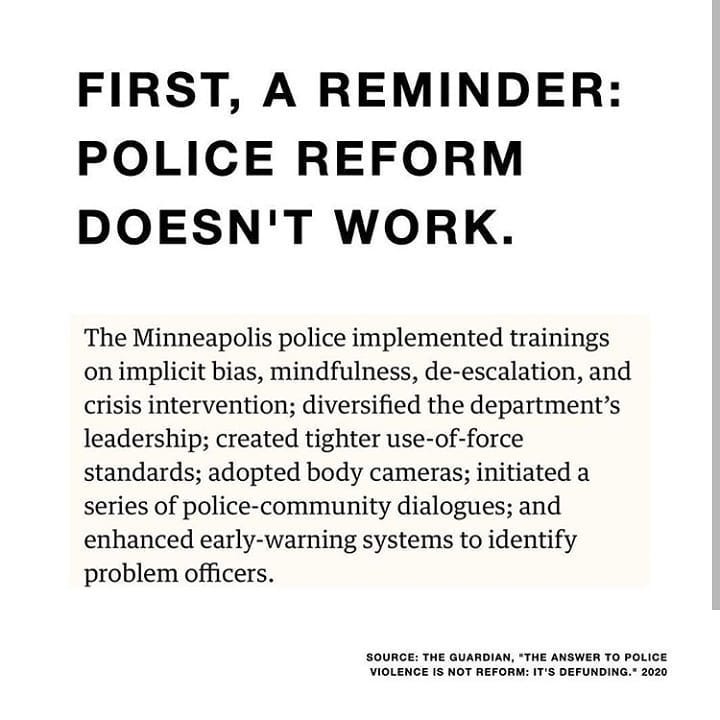 FIRST, A REMINDER:
POLICE REFORM
DOESN'T WORK.
The Minneapolis police implemented trainings
on implicit bias, mindfulness, de-escalation, and
crisis intervention; diversified the department’s
leadership; created tighter use-of-force
standards; adopted body cameras; initiated a
series of police-community dialogues; and
enhanced early-warning systems to identify
problem officers.
SOURCE: THE GUARDIAN, "THE ANSWER TO POLICE
VIOLENCE IS NOT REFORM: IT'S DEFUNDING." 2020